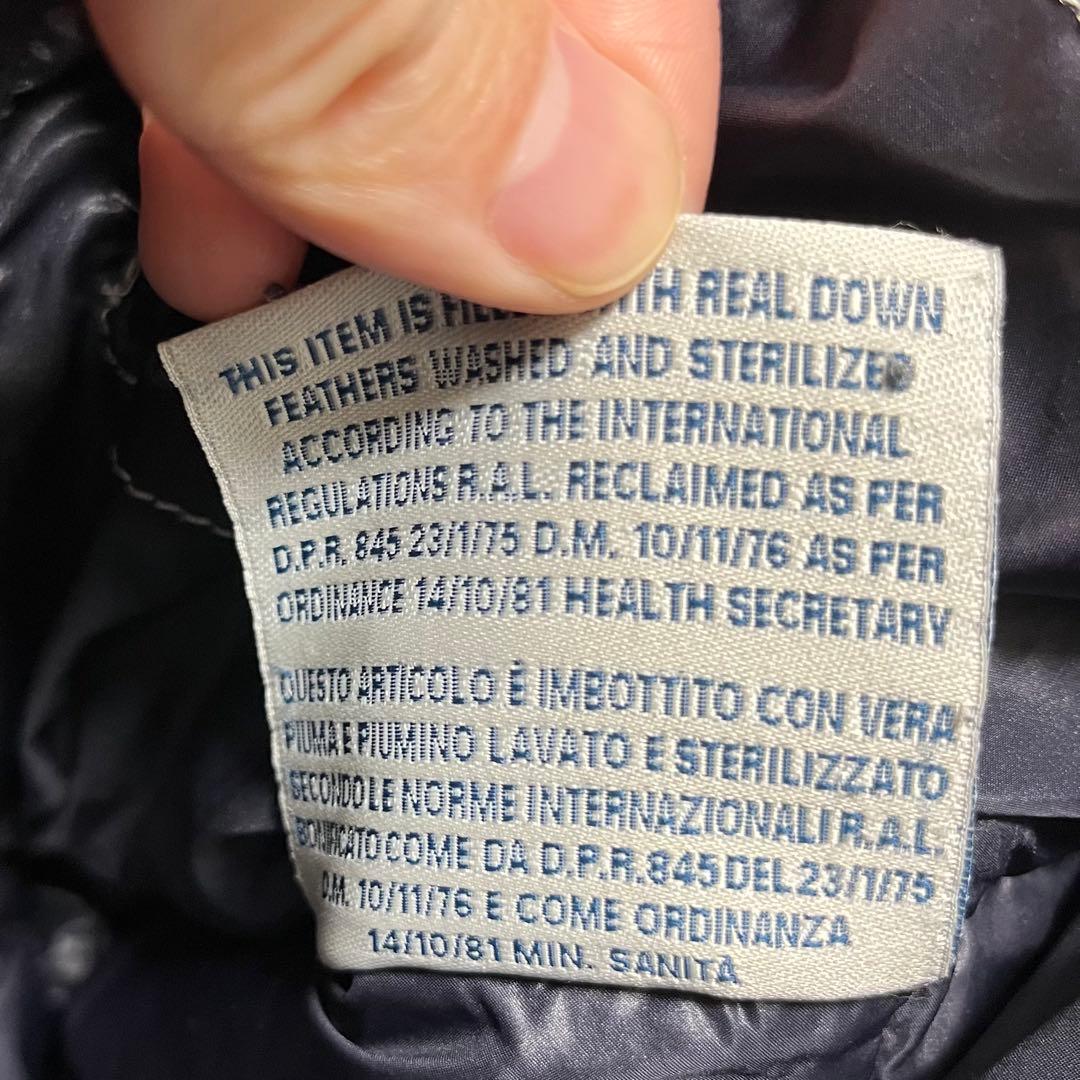 THIS ITEM IS WITH REAL DOWN
FEATHERS WASHED AND STERILIZED
ACCORDING TO THE INTERNATIONAL
REGULATIONS R.A.L. RECLAIMED AS PER
D.P.R. 845 23/1/75 D.M. 10/11/76 AS PER
ORDINANCE 14/10/81 HEALTH SECRETARY
QUESTO ARTICOLO È IMBOTTITO CON VERA
PIUMA E PIUMINO LAVATO E STERILIZZATO
SECONDO LE NORME INTERNAZIONALI R.A.L.
BONIFICATO COME DA D.P.R. 845 DEL 23/1/75
D.M. 10/11/76 E COME ORDINANZA
14/10/81 MIN. SANITÀ